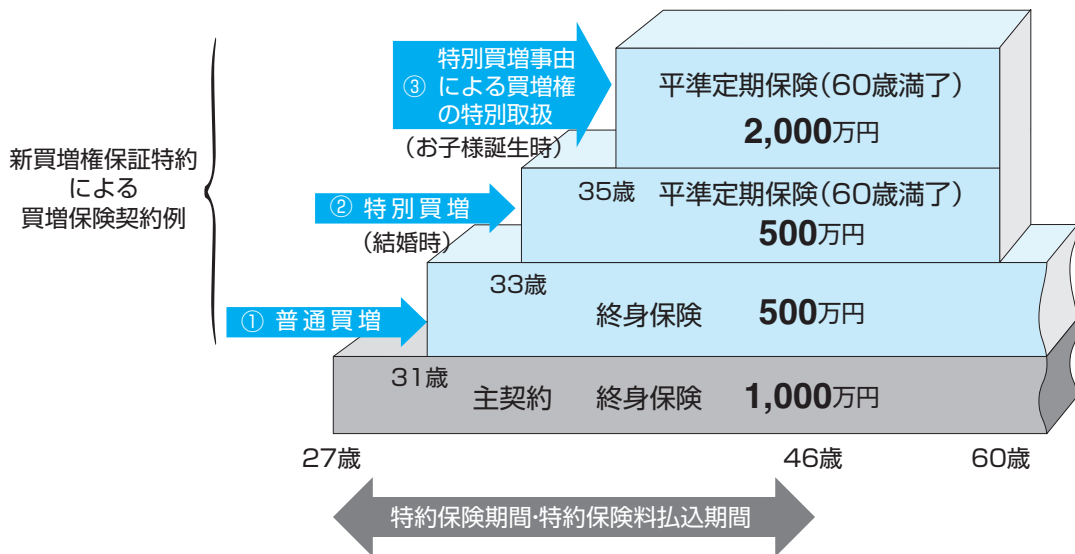 新買増権保証特約
による
買増保険契約例
③
特別買増事由
による買増権
の特別取扱
(お子様誕生時)
平準定期保険(60歳満了)
2,000万円
② 特別買増
(結婚時)
35歳
平準定期保険(60歳満了)
500万円
① 普通買増
33歳
終身保険 500万円
31歳
主契約 終身保険 1,000万円
27歳
46歳
60歳
特約保険期間・特約保険料払込期間